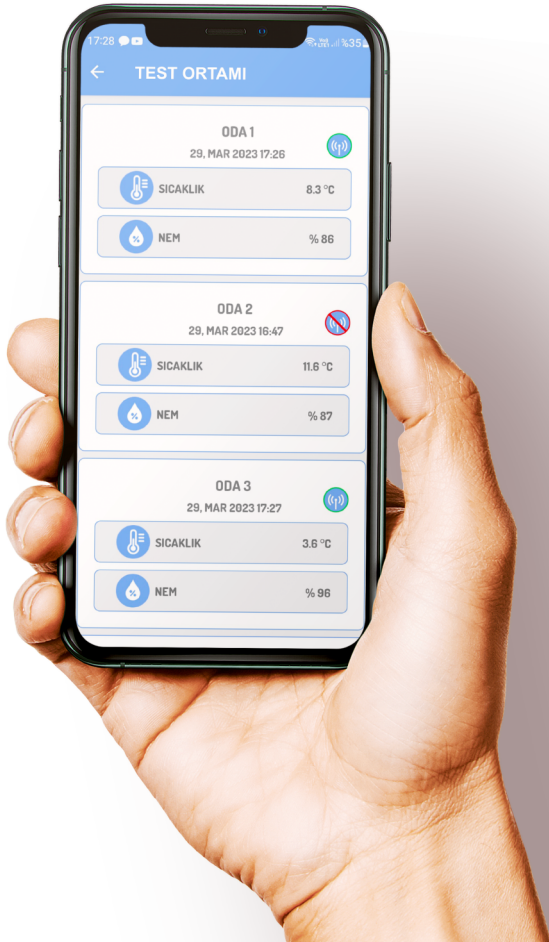 17:28 %35
TEST ORTAMI
ODA 1
29, MAR 2023 17:26
SICAKLIK 8.3 °C
NEM % 86
ODA 2
29, MAR 2023 16:47
SICAKLIK 11.6 °C
NEM % 87
ODA 3
29, MAR 2023 17:27
SICAKLIK 3.6 °C
NEM % 96